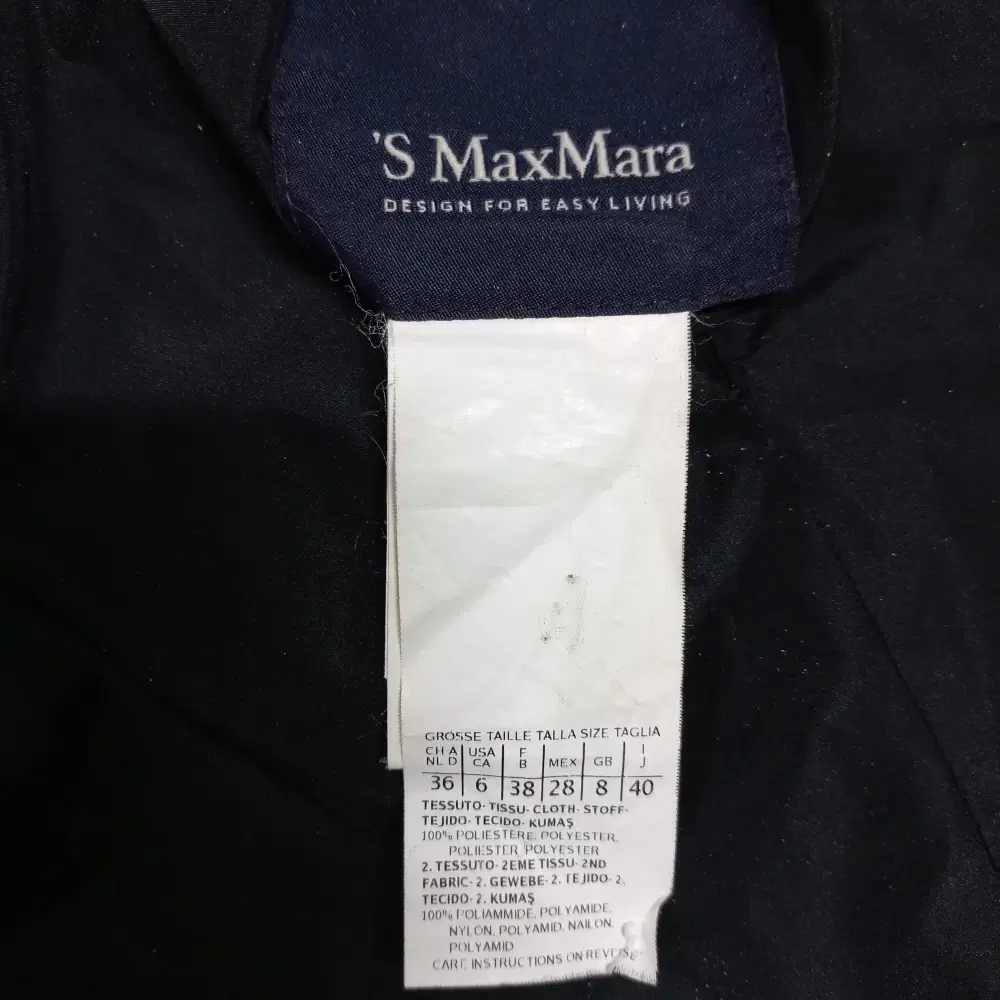 'S MaxMara
DESIGN FOR EASY LIVING
GRÖSSE TAILLE TALLA SIZE TAGLIA
CH A USA F MEX GB I
NL D CA B J
36 6 38 28 8 40
TESSUTO- TISSU- CLOTH- STOFF-
TEJIDO- TECIDO- KUMAŞ
100% POLIESTERE, POLYESTER,
POLIESTER POLYESTER
2. TESSUTO- 2EME TISSU- 2ND
FABRIC- 2. GEWEBE- 2. TEJIDO- 2.
TECIDO- 2. KUMAŞ
100% POLIAMMIDE, POLYAMIDE,
NYLON, POLYAMID, NAILON,
POLYAMID
CARE INSTRUCTIONS ON REVERSE